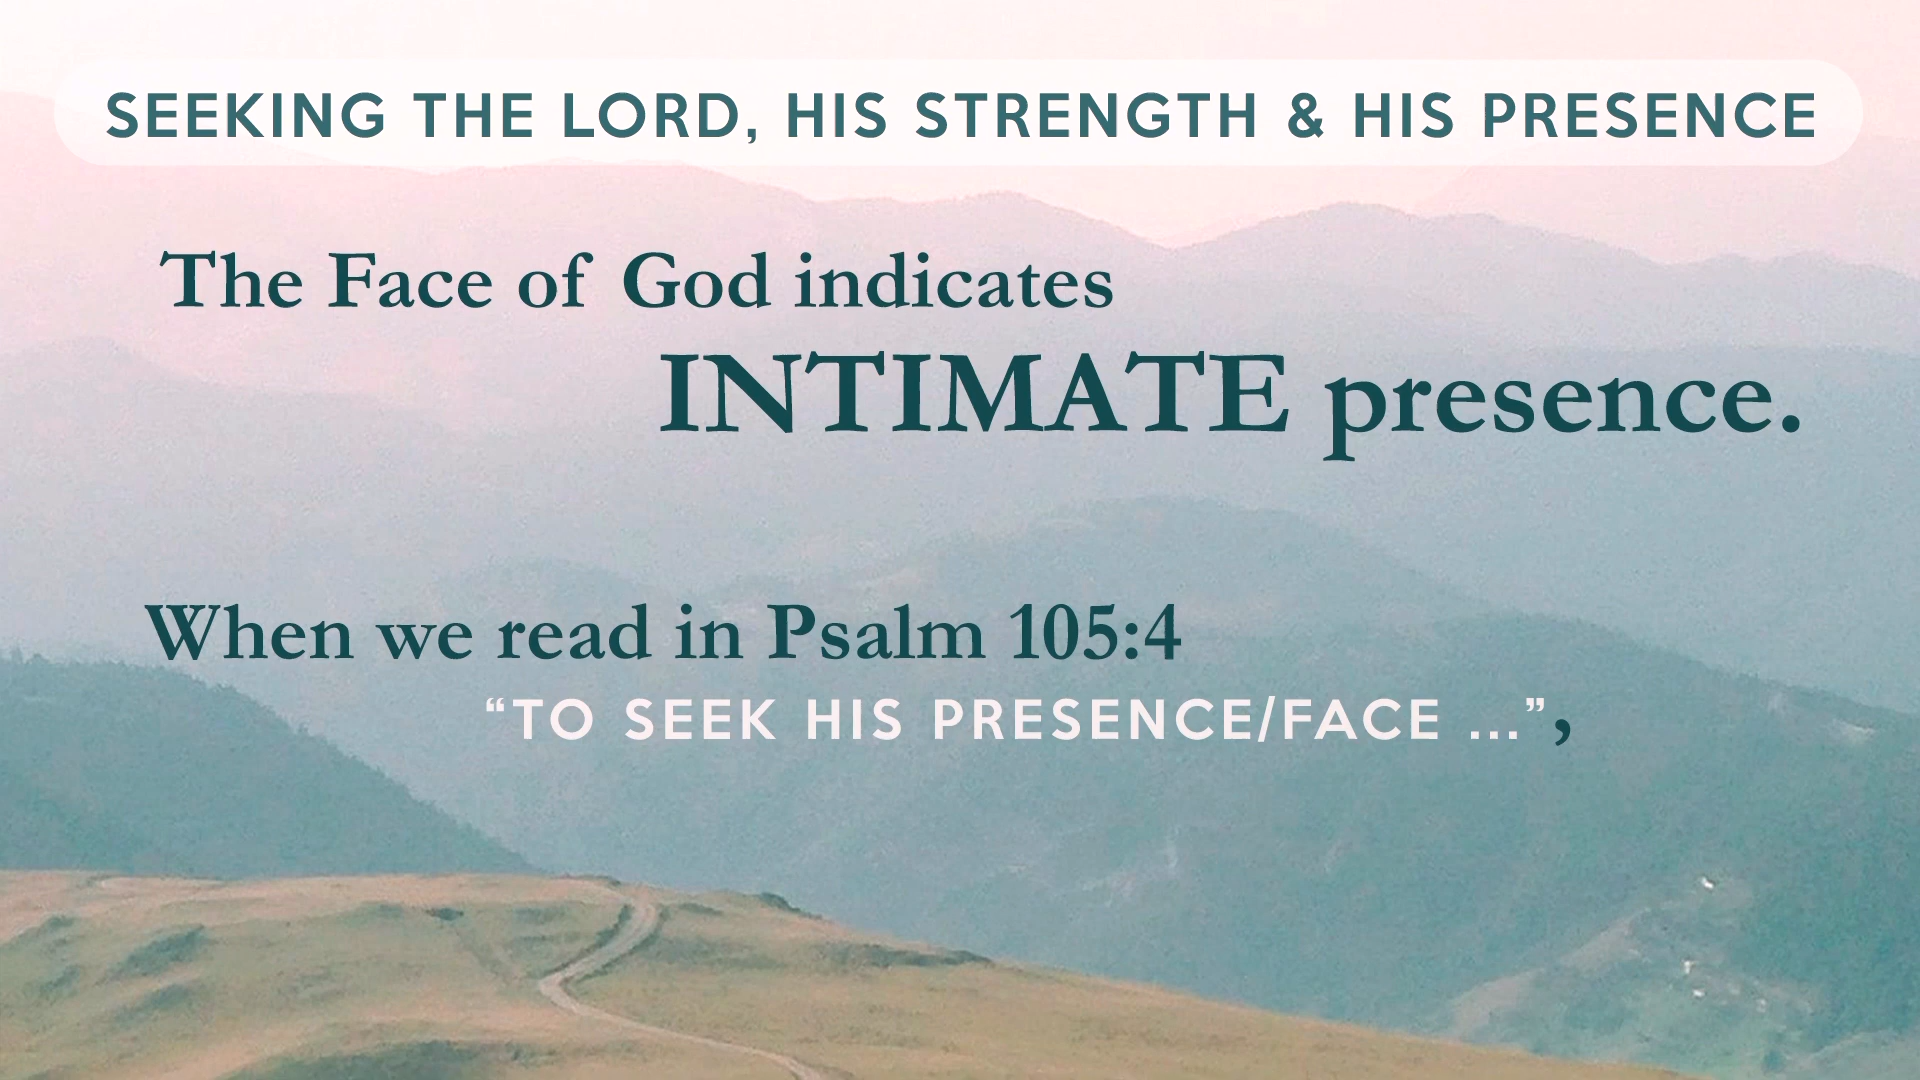 SEEKING THE LORD, HIS STRENGTH & HIS PRESENCE
The Face of God indicates
INTIMATE presence.
When we read in Psalm 105:4
“TO SEEK HIS PRESENCE/FACE ...”,